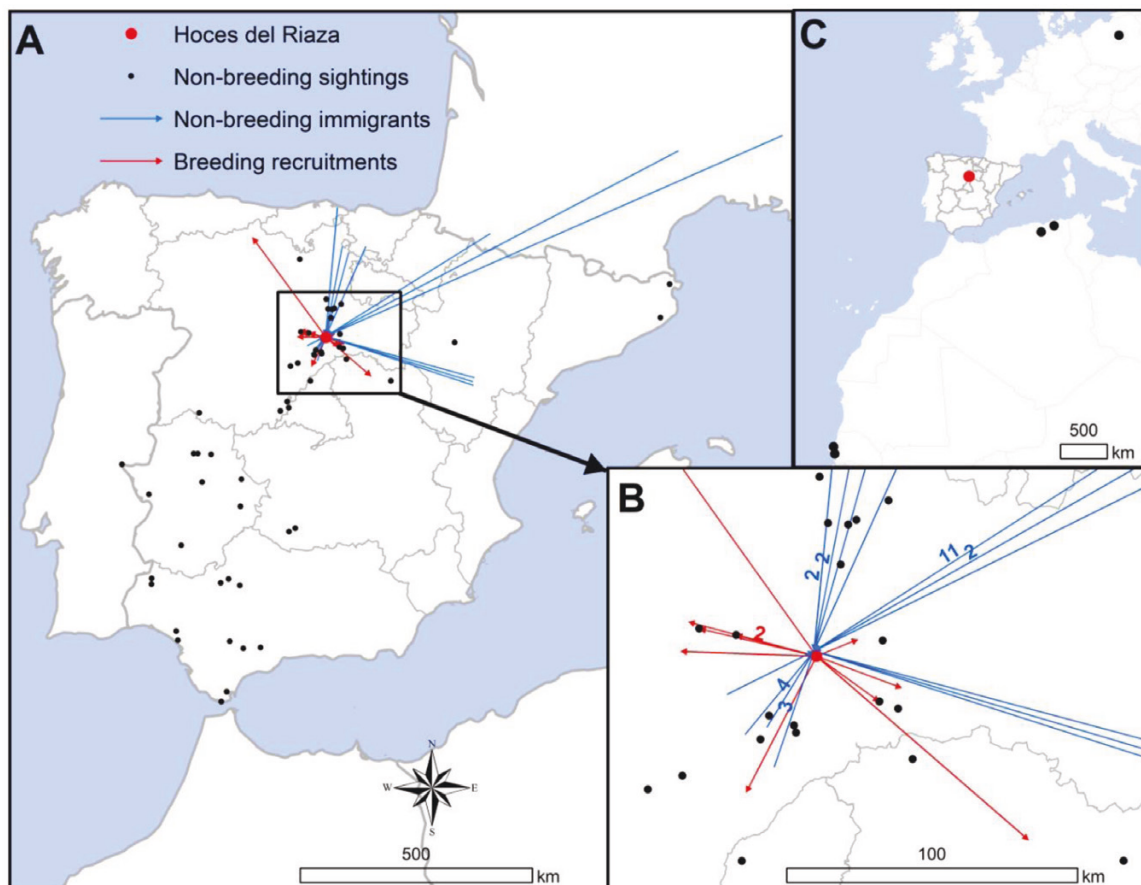 A
Hoces del Riaza
Non-breeding sightings
Non-breeding immigrants
Breeding recruitments
C
500
km
B
2
2
11
2
2
4
3
N
W
E
S
500
km
100
km